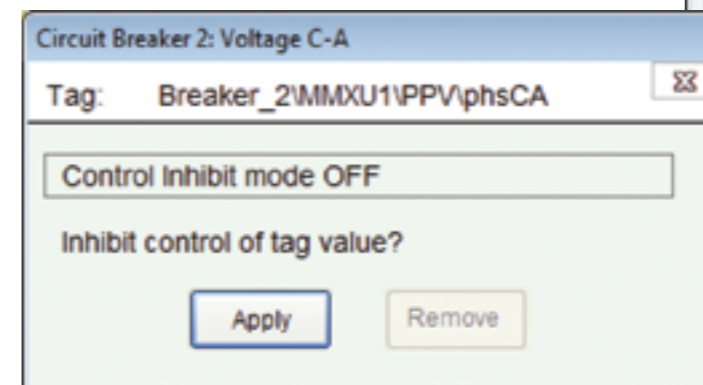 Circuit Breaker 2: Voltage C-A
Tag: Breaker_2\MMXU1\PPV\phsCA
Control Inhibit mode OFF
Inhibit control of tag value?
Apply Remove